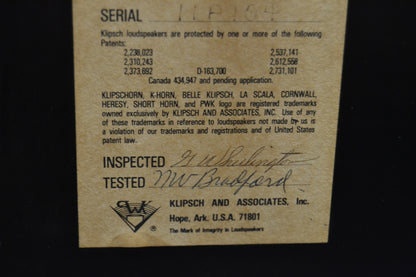 SERIAL
Klipsch loudspeakers are protected by one or more of the following
Patents:
2,238,023 2,537,141
2,310,243 2,612,558
2,373,692 D-163,700 2,731,101
Canada 434,947 and pending application.
KLIPSCHORN, K-HORN, BELLE KLIPSCH, LA SCALA, CORNWALL,
HERESY, SHORT HORN, and PWK logo are registered trademarks
owned exclusively by KLIPSCH AND ASSOCIATES, INC. Use of any
of these trademarks in reference to loudspeakers not made by us is
a violation of our trademarks and registrations and of United States
patent law.
INSPECTED
TESTED MW Bradford
PWK ®
KLIPSCH AND ASSOCIATES, Inc.
Hope, Ark. U.S.A. 71801
The Mark of Integrity in Loudspeakers